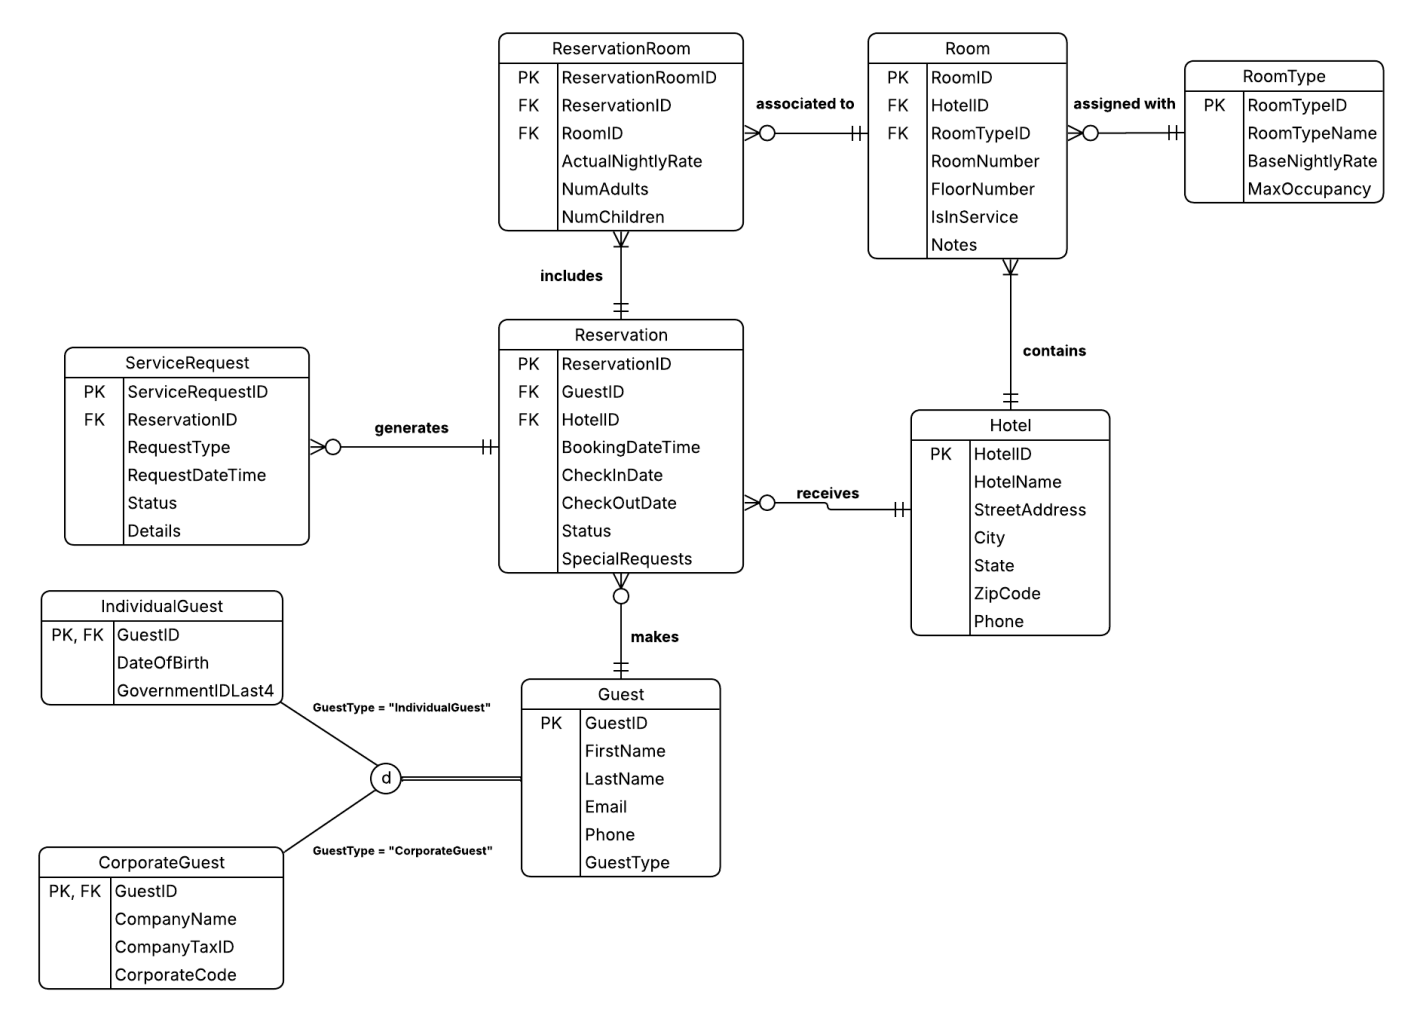 ReservationRoom
PK ReservationRoomID
FK ReservationID
FK RoomID
ActualNightlyRate
NumAdults
NumChildren
associated to
Room
PK RoomID
FK HotelID
FK RoomTypeID
RoomNumber
FloorNumber
IsInService
Notes
assigned with
RoomType
PK RoomTypeID
RoomTypeName
BaseNightlyRate
MaxOccupancy
includes
contains
ServiceRequest
PK ServiceRequestID
FK ReservationID
RequestType
RequestDateTime
Status
Details
generates
Reservation
PK ReservationID
FK GuestID
FK HotelID
BookingDateTime
CheckInDate
CheckOutDate
Status
SpecialRequests
receives
Hotel
PK HotelID
HotelName
StreetAddress
City
State
ZipCode
Phone
makes
IndividualGuest
PK, FK GuestID
DateOfBirth
GovernmentIDLast4
GuestType = "IndividualGuest"
d
GuestType = "CorporateGuest"
Guest
PK GuestID
FirstName
LastName
Email
Phone
GuestType
CorporateGuest
PK, FK GuestID
CompanyName
CompanyTaxID
CorporateCode